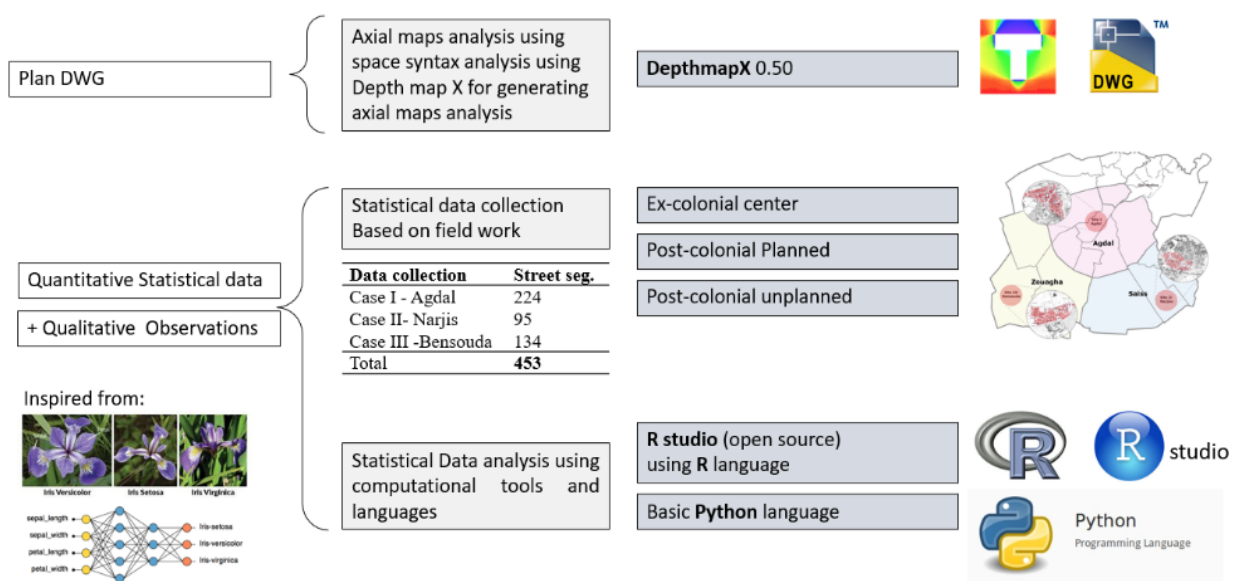 Plan DWG
Axial maps analysis using
space syntax analysis using
Depth map X for generating
axial maps analysis
DepthmapX 0.50
TM
DWG
Quantitative Statistical data
+ Qualitative Observations
Statistical data collection
Based on field work
Data collection Street seg.
Case I - Agdal 224
Case II- Narjis 95
Case III -Bensouda 134
Total 453
Ex-colonial center
Post-colonial Planned
Post-colonial unplanned
Agdal
Zouagha
Saiss
Inspired from:
Iris Versicolor Iris Setosa Iris Virginica
sepal_length
sepal_width
petal_length
petal_width
Iris-setosa
Iris-versicolor
Iris-virginica
Statistical Data analysis using
computational tools and
languages
R studio (open source)
using R language
Basic Python language
R
R studio
Python
Programming Language